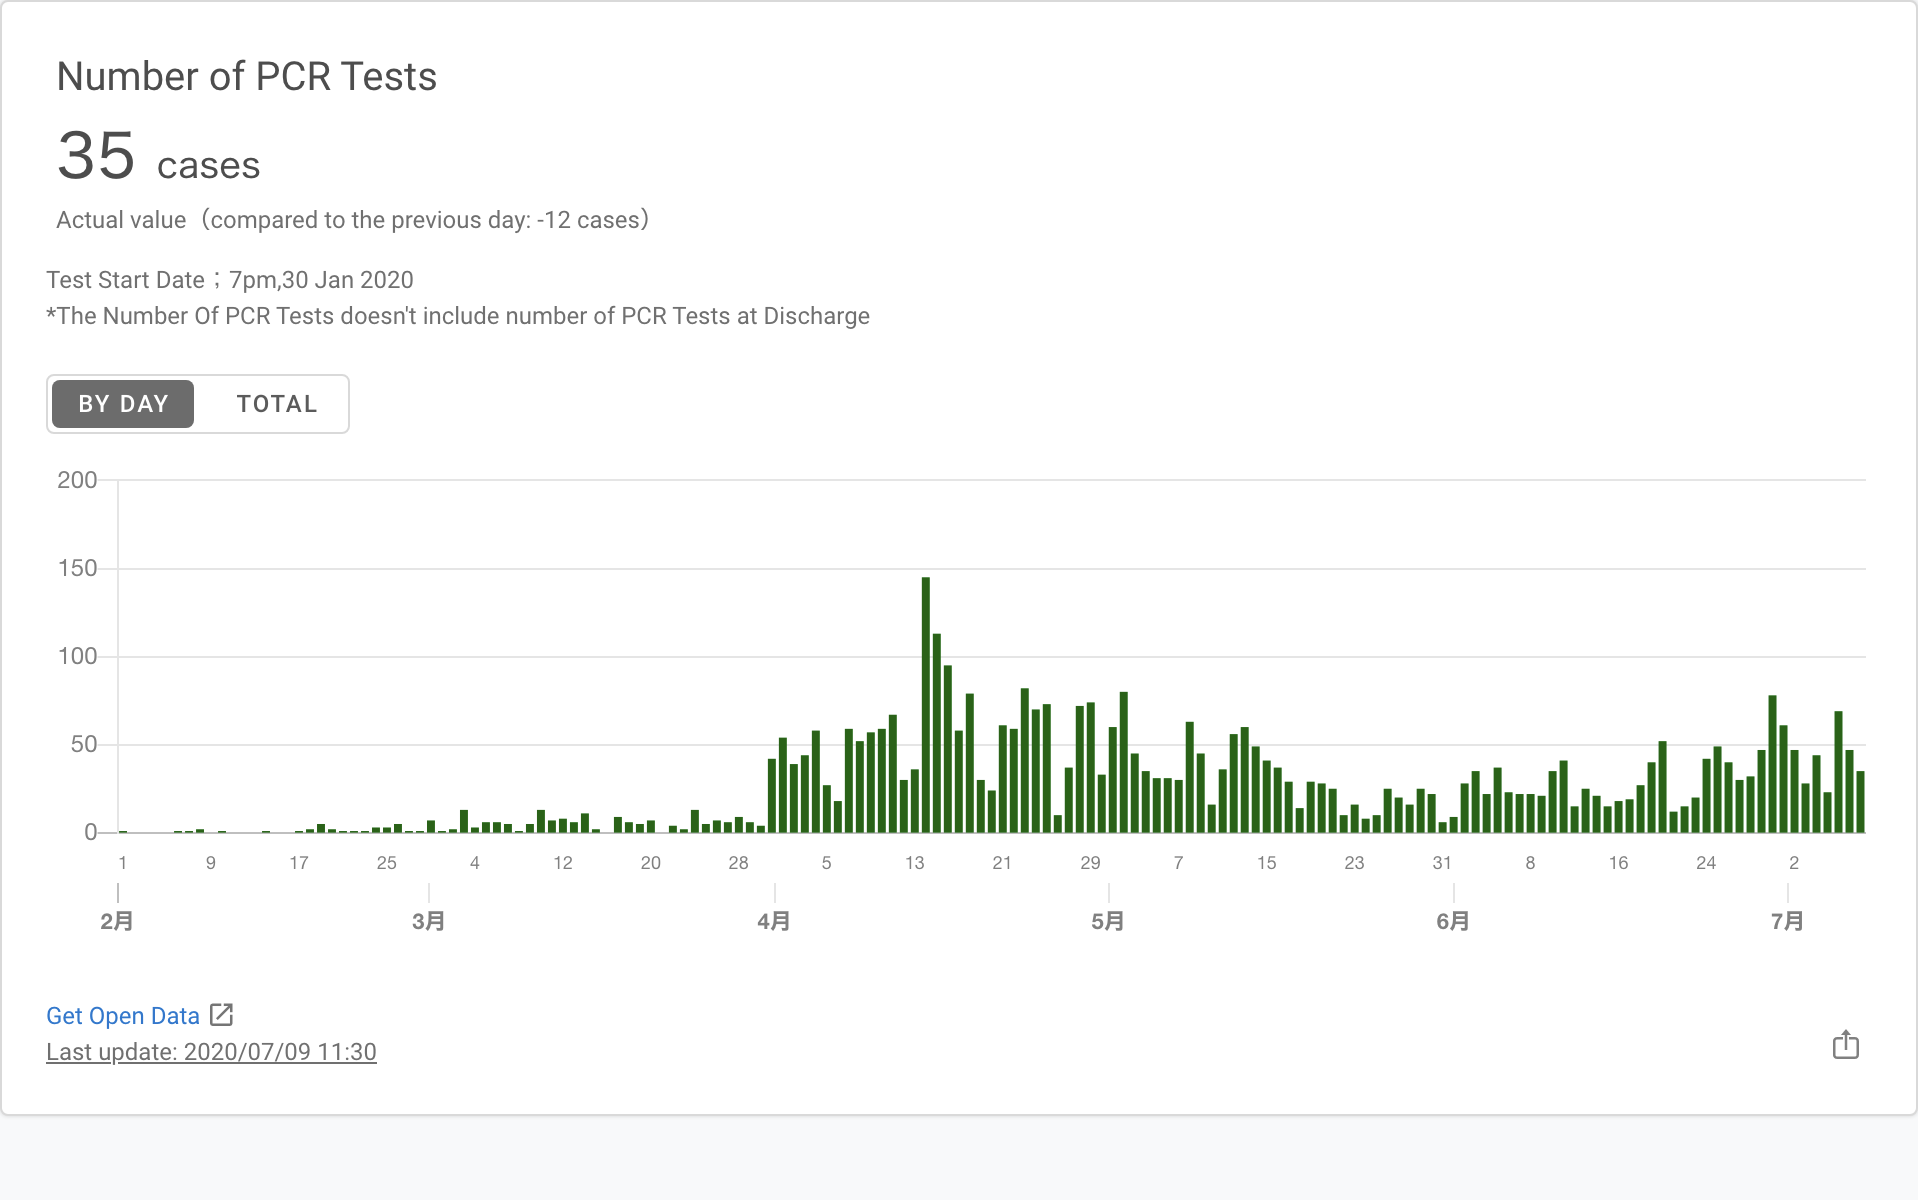 Number of PCR Tests
35 cases
Actual value（compared to the previous day: -12 cases）
Test Start Date；7pm,30 Jan 2020
*The Number Of PCR Tests doesn't include number of PCR Tests at Discharge
BY DAY TOTAL
200
150
100
50
0
1 9 17 25 4 12 20 28 5 13 21 29 7 15 23 31 8 16 24 2
2月 3月 4月 5月 6月 7月
Get Open Data
Last update: 2020/07/09 11:30